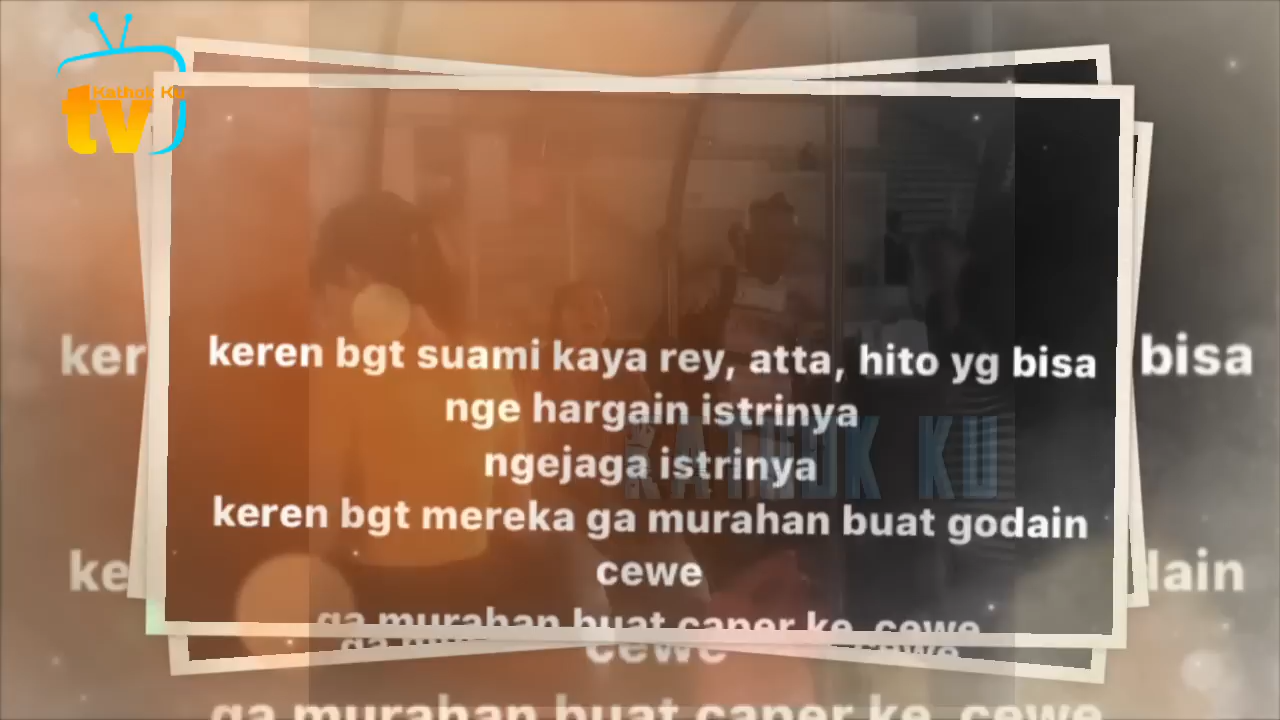 Kathok Ku
tv
keren bgt suami kaya rey, atta, hito yg bisa
nge hargain istrinya
ngejaga istrinya
KATHOK KU
keren bgt mereka ga murahan buat godain
cewe
ga murahan buat caper ke cewe